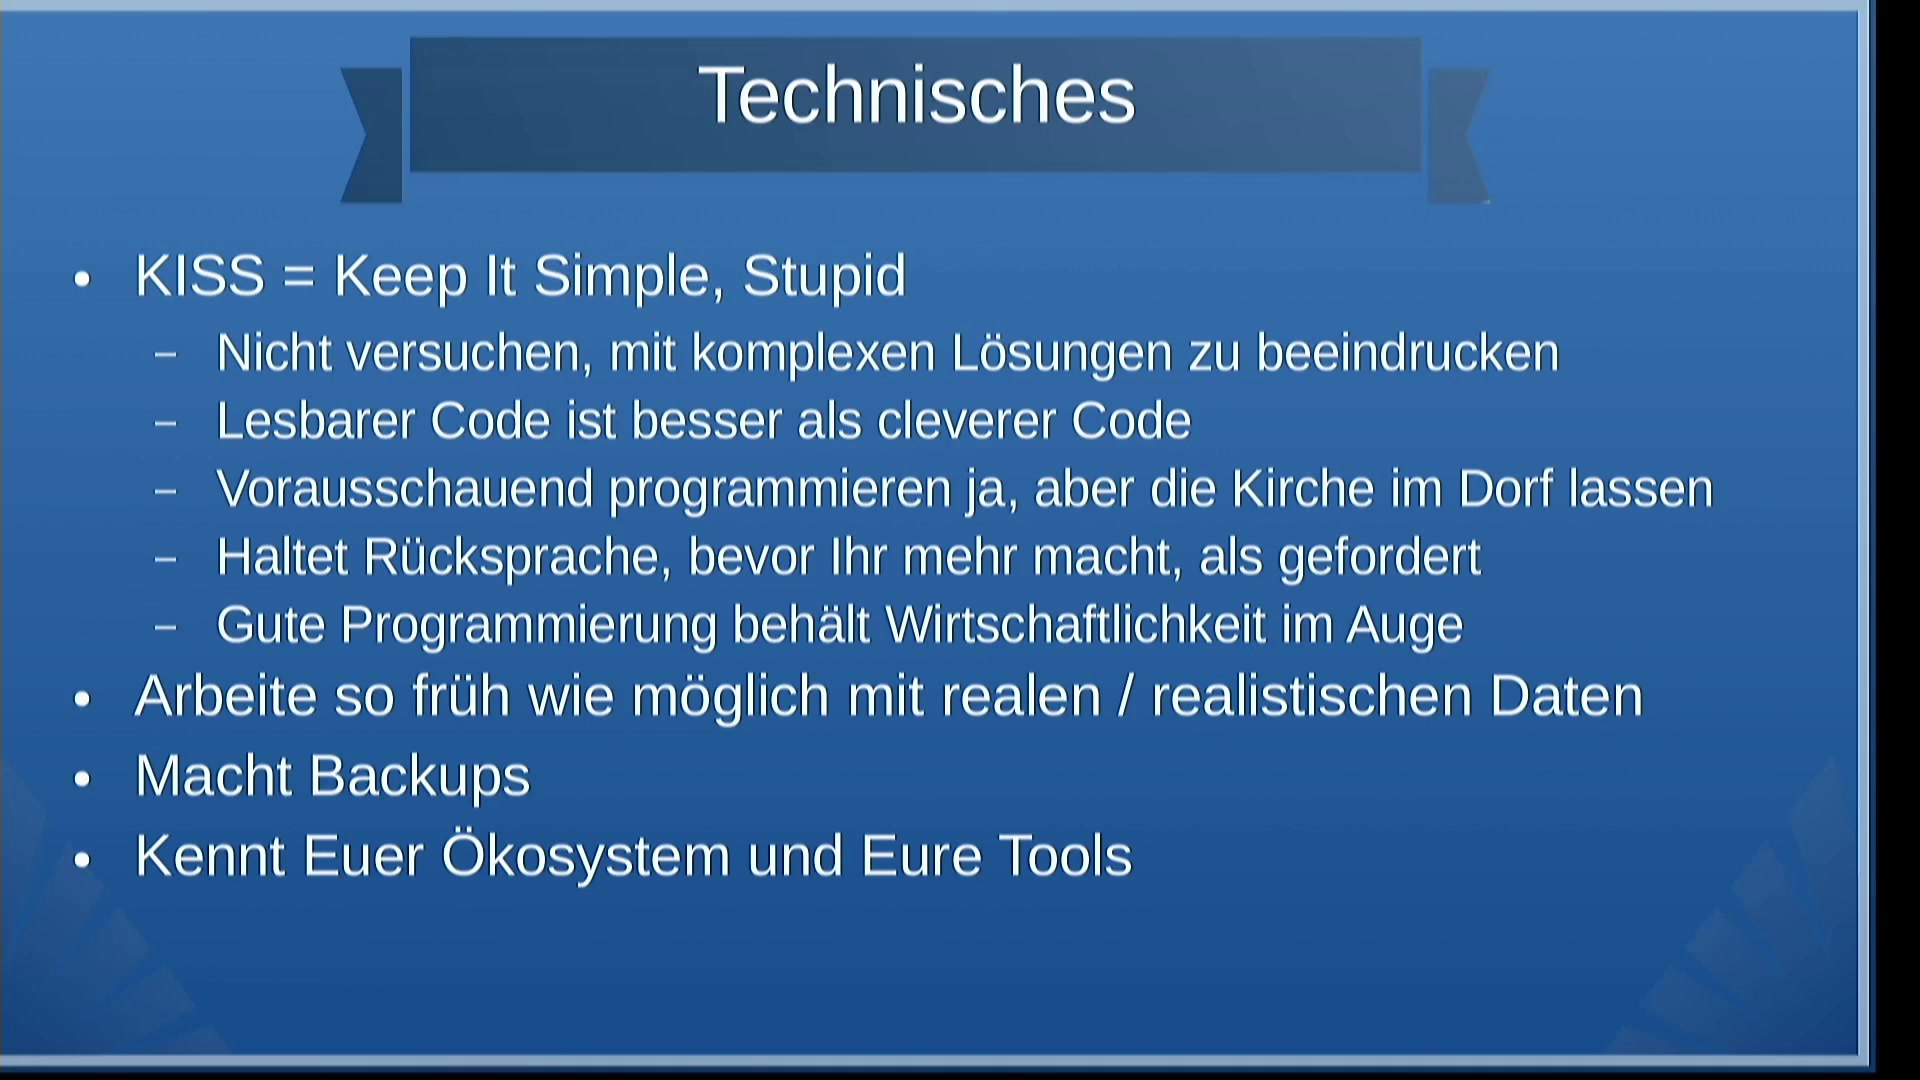 Technisches
• KISS = Keep It Simple, Stupid
– Nicht versuchen, mit komplexen Lösungen zu beeindrucken
– Lesbarer Code ist besser als cleverer Code
– Vorausschauend programmieren ja, aber die Kirche im Dorf lassen
– Haltet Rücksprache, bevor Ihr mehr macht, als gefordert
– Gute Programmierung behält Wirtschaftlichkeit im Auge
• Arbeite so früh wie möglich mit realen / realistischen Daten
• Macht Backups
• Kennt Euer Ökosystem und Eure Tools